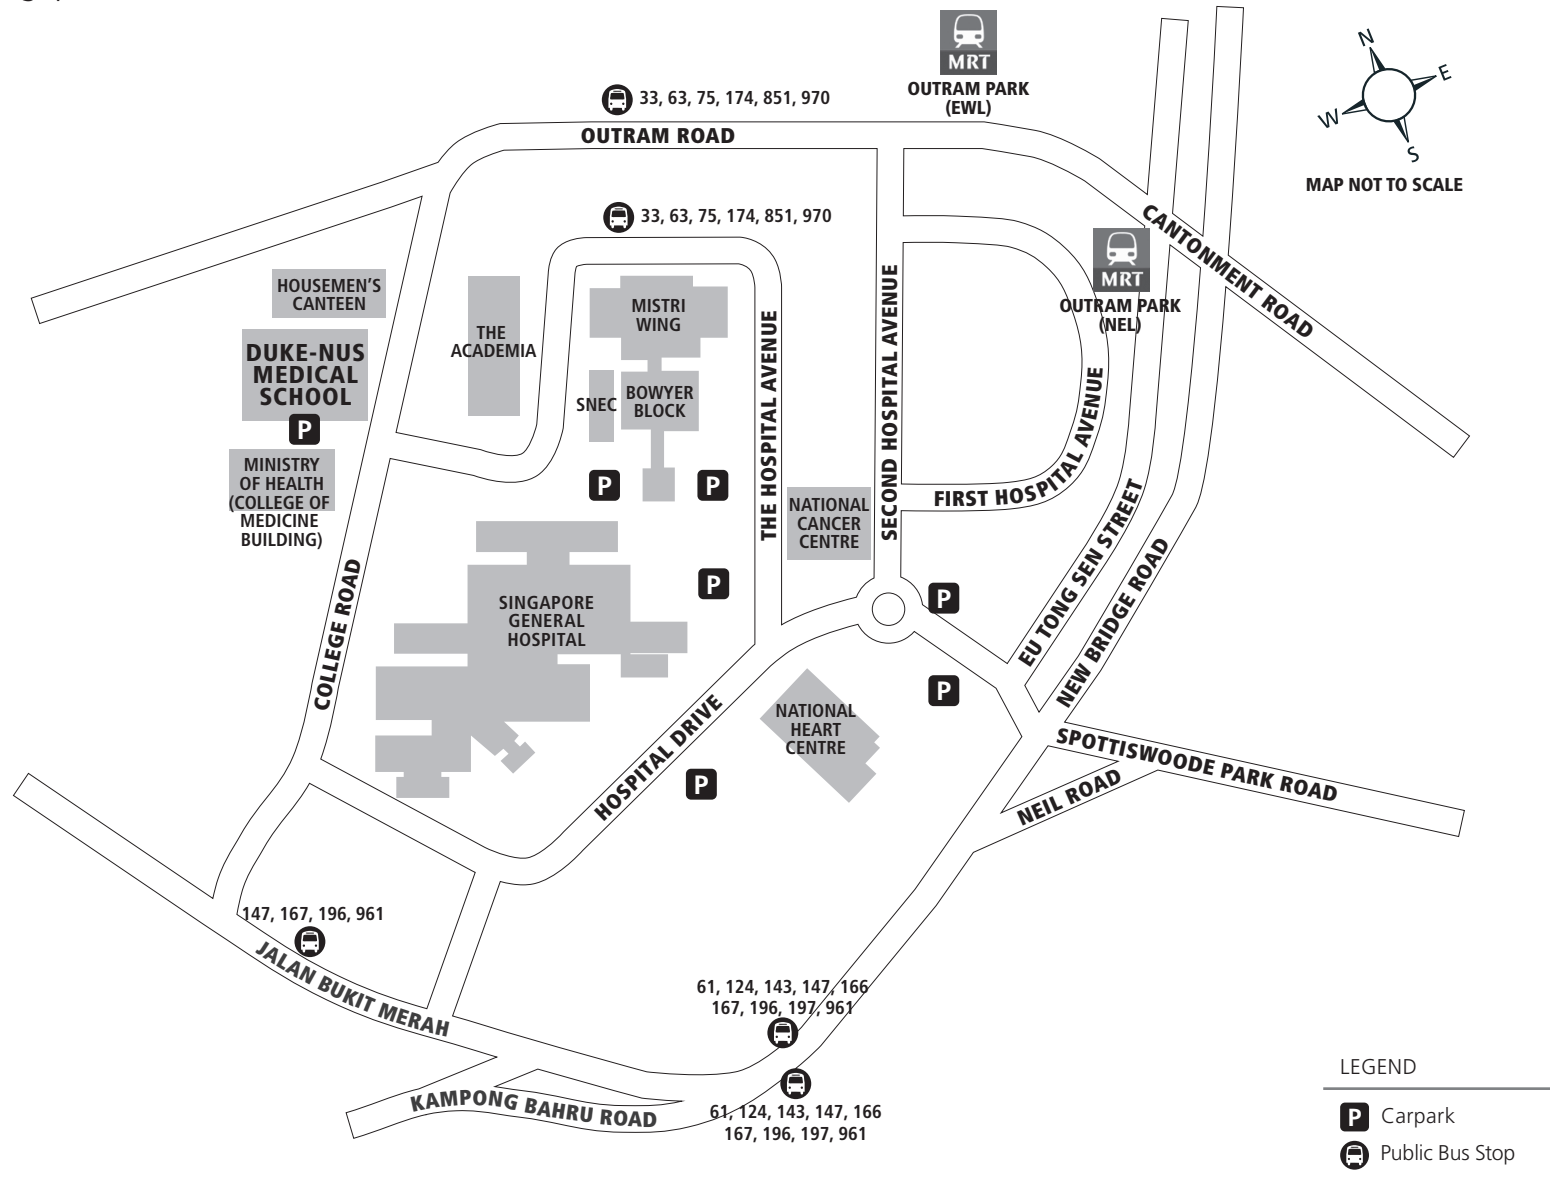 MRT
OUTRAM PARK
(EWL)
N
E
W
S
MAP NOT TO SCALE
33, 63, 75, 174, 851, 970
OUTRAM ROAD
33, 63, 75, 174, 851, 970
CANTONMENT ROAD
MRT
OUTRAM PARK
(NEL)
HOUSEMEN'S
CANTEEN
DUKE-NUS
MEDICAL
SCHOOL
P
MINISTRY
OF HEALTH
(COLLEGE OF
MEDICINE
BUILDING)
THE
ACADEMIA
MISTRI
WING
SNEC
BOWYER
BLOCK
P
P
P
THE HOSPITAL AVENUE
SECOND HOSPITAL AVENUE
FIRST HOSPITAL AVENUE
NATIONAL
CANCER
CENTRE
EU TONG SEN STREET
NEW BRIDGE ROAD
COLLEGE ROAD
SINGAPORE
GENERAL
HOSPITAL
P
P
NATIONAL
HEART
CENTRE
HOSPITAL DRIVE
P
SPOTTISWOODE PARK ROAD
NEIL ROAD
147, 167, 196, 961
JALAN BUKIT MERAH
61, 124, 143, 147, 166
167, 196, 197, 961
KAMPONG BAHRU ROAD
61, 124, 143, 147, 166
167, 196, 197, 961
LEGEND
P Carpark
Public Bus Stop